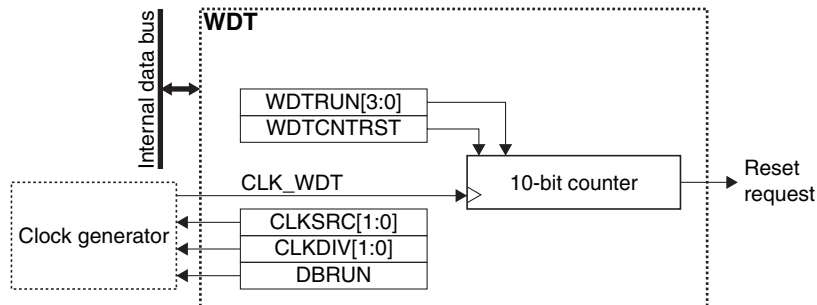 Internal data bus
WDT
WDTRUN[3:0]
WDTCNTRST
CLK_WDT
10-bit counter
Reset
request
Clock generator
CLKSRC[1:0]
CLKDIV[1:0]
DBRUN